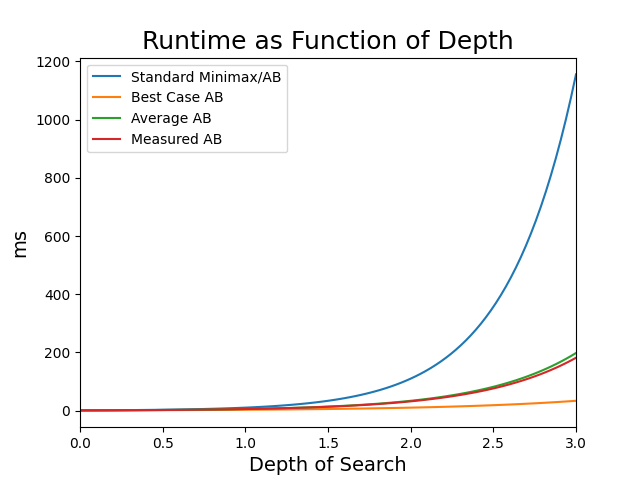 Runtime as Function of Depth
1200
1000
800
600
400
200
0
ms
Standard Minimax/AB
Best Case AB
Average AB
Measured AB
0.0 0.5 1.0 1.5 2.0 2.5 3.0
Depth of Search